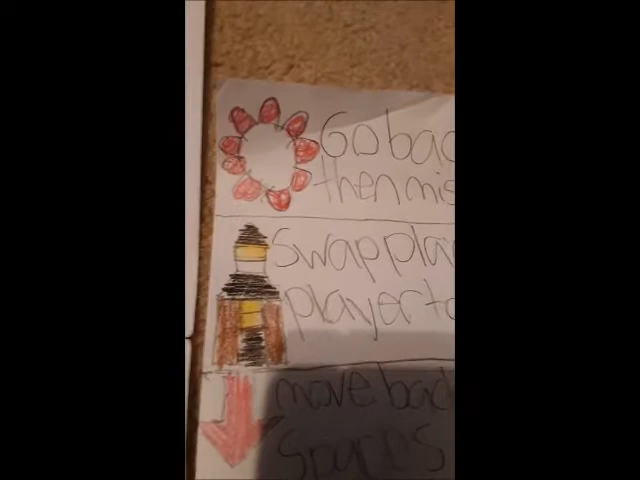 Go bac
then mis
Swap pla
player to
move bac
Spaces